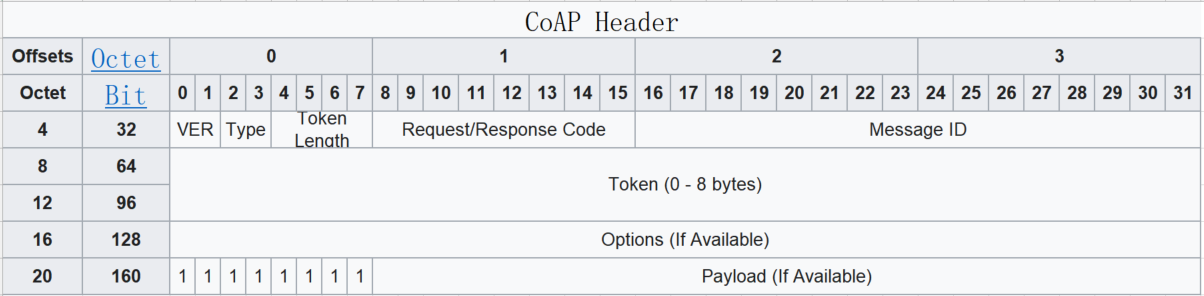 CoAP Header
Offsets Octet 0 1 2 3
Octet Bit 0 1 2 3 4 5 6 7 8 9 10 11 12 13 14 15 16 17 18 19 20 21 22 23 24 25 26 27 28 29 30 31
4 32 VER Type Token Length Request/Response Code Message ID
8 64 Token (0 - 8 bytes)
12 96
16 128 Options (If Available)
20 160 1 1 1 1 1 1 1 1 Payload (If Available)